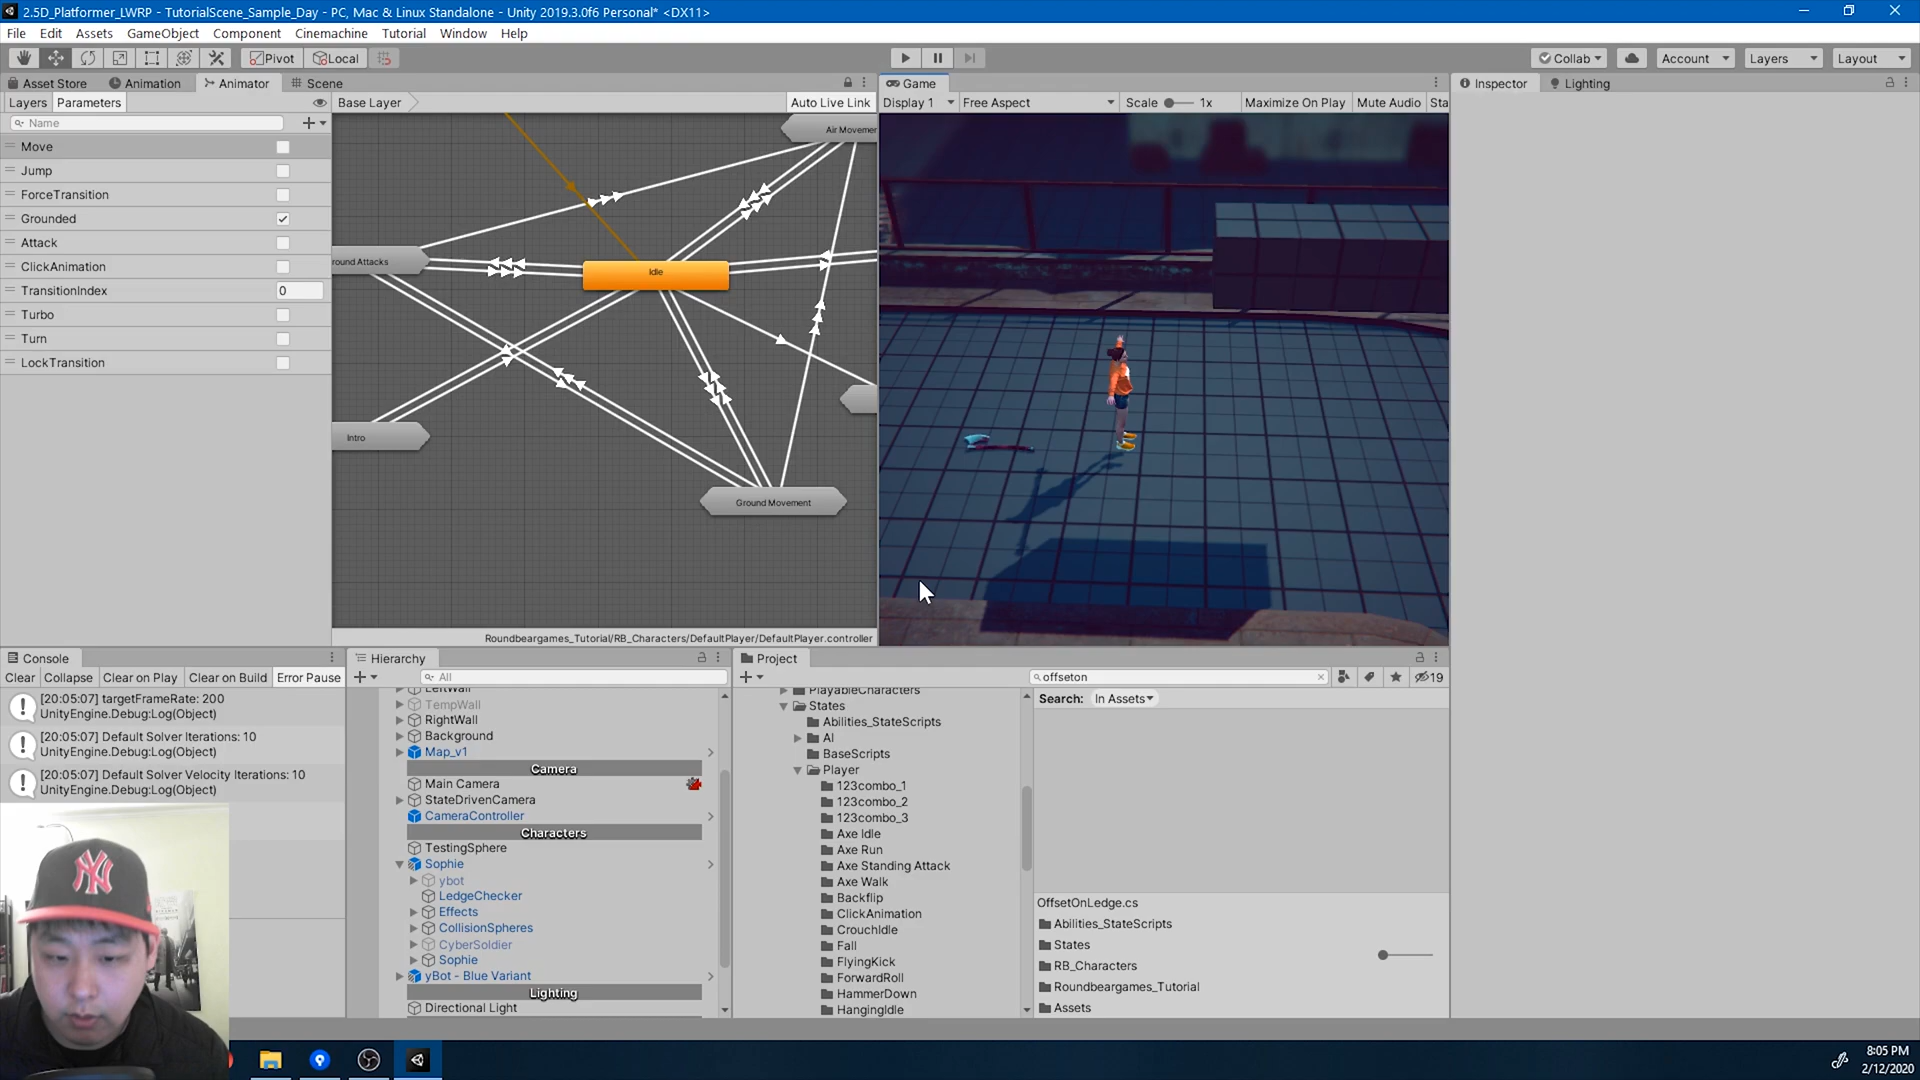 2.5D_Platformer_LWRP - TutorialScene_Sample_Day - PC, Mac & Linux Standalone - Unity 2019.3.0f6 Personal* <DX11>
File Edit Assets GameObject Component Cinemachine Tutorial Window Help
Pivot Local Collab Account Layers Layout
Asset Store Animation Animator Scene Game Inspector Lighting
Layers Parameters Base Layer Auto Live Link Display 1 Free Aspect Scale 1x Maximize On Play Mute Audio Sta
Name
Move
Jump
ForceTransition
Grounded
Attack
ClickAnimation
TransitionIndex 0
Turbo
Turn
LockTransition
Air Movemen
round Attacks
Idle
Intro
Ground Movement
Roundbeargames_Tutorial/RB_Characters/DefaultPlayer/DefaultPlayer.controller
Console
Clear Collapse Clear on Play Clear on Build Error Pause
[20:05:07] targetFrameRate: 200
UnityEngine.Debug:Log(Object)
[20:05:07] Default Solver Iterations: 10
UnityEngine.Debug:Log(Object)
[20:05:07] Default Solver Velocity Iterations: 10
UnityEngine.Debug:Log(Object)
Hierarchy
All
LeftWall
TempWall
RightWall
Background
Map_v1
Camera
Main Camera
StateDrivenCamera
CameraController
Characters
TestingSphere
Sophie
ybot
LedgeChecker
Effects
CollisionSpheres
CyberSoldier
Sophie
yBot - Blue Variant
Lighting
Directional Light
Project
offseton 19
PlayableCharacters
States
Abilities_StateScripts
AI
BaseScripts
Player
123combo_1
123combo_2
123combo_3
Axe Idle
Axe Run
Axe Standing Attack
Axe Walk
Backflip
ClickAnimation
CrouchIdle
Fall
FlyingKick
ForwardRoll
HammerDown
HangingIdle
Search: In Assets
OffsetOnLedge.cs
Abilities_StateScripts
States
RB_Characters
Roundbeargames_Tutorial
Assets
NY
8:05 PM
2/12/2020